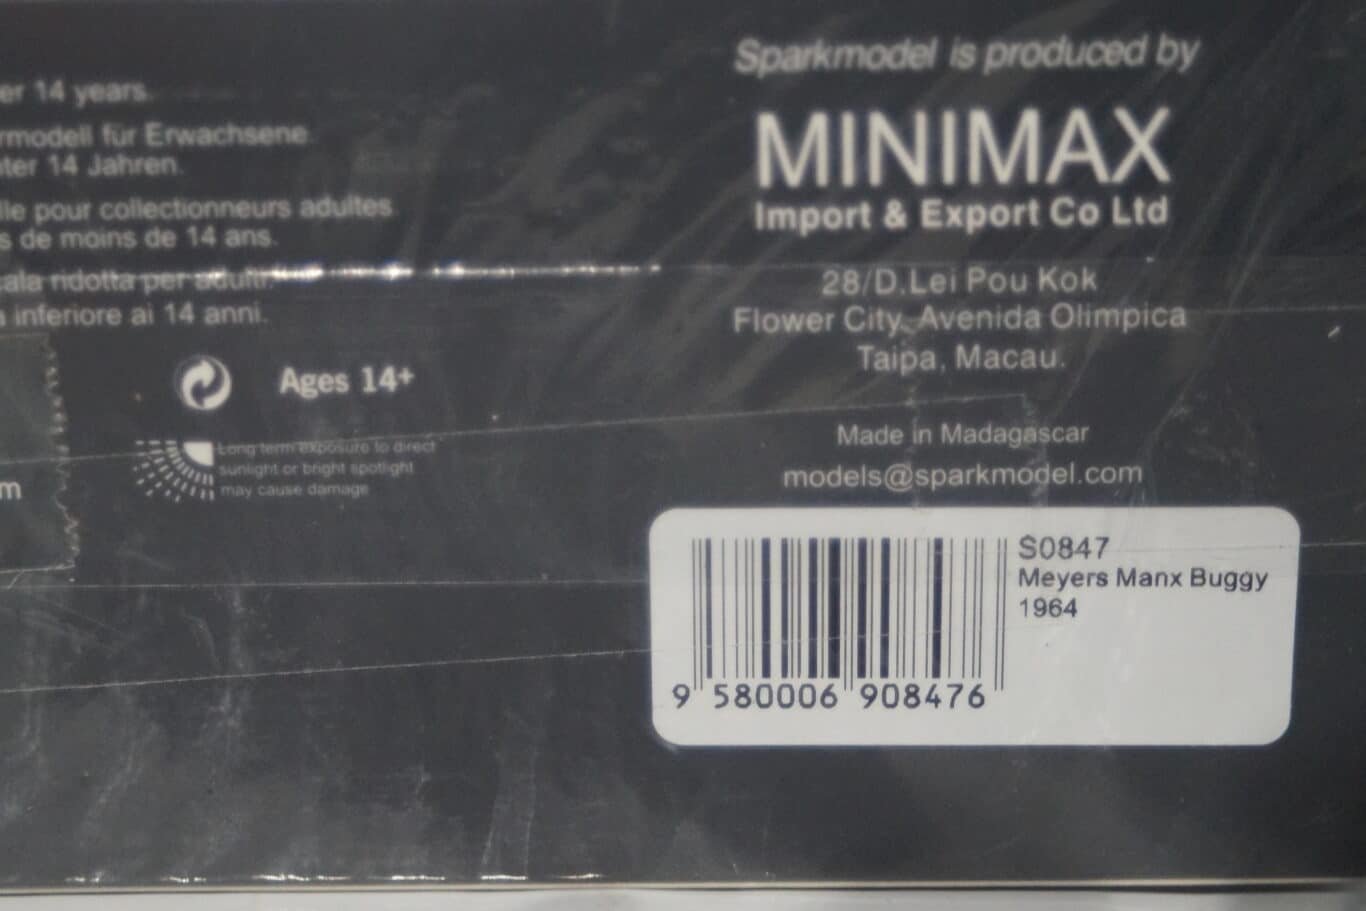 er 14 years.
rmodell für Erwachsene.
ter 14 Jahren.
lle pour collectionneurs adultes
s de moins de 14 ans.
ala ridotta per adulti.
inferiore ai 14 anni.
Ages 14+
Long term exposure to direct
sunlight or bright spotlight
may cause damage
m
Sparkmodel is produced by
MINIMAX
Import & Export Co Ltd
28/D.Lei Pou Kok
Flower City, Avenida Olimpica
Taipa, Macau.
Made in Madagascar
models@sparkmodel.com
S0847
Meyers Manx Buggy
1964
9 580006 908476